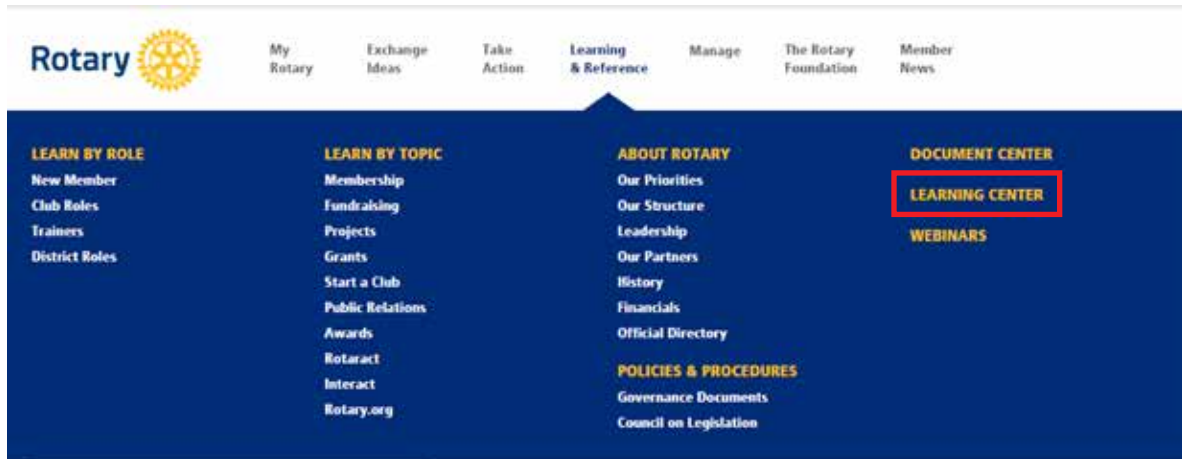 Rotary
My
Rotary
Exchange
Ideas
Take
Action
Learning
& Reference
Manage
The Rotary
Foundation
Member
News
LEARN BY ROLE
New Member
Club Roles
Trainers
District Roles
LEARN BY TOPIC
Membership
Fundraising
Projects
Grants
Start a Club
Public Relations
Awards
Rotaract
Interact
Rotary.org
ABOUT ROTARY
Our Priorities
Our Structure
Leadership
Our Partners
History
Financials
Official Directory
POLICIES & PROCEDURES
Governance Documents
Council on Legislation
DOCUMENT CENTER
LEARNING CENTER
WEBINARS